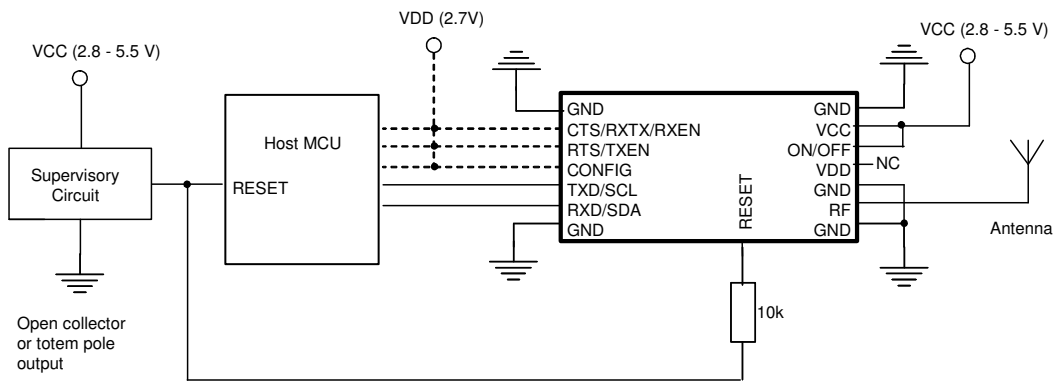 VDD (2.7V)
VCC (2.8 - 5.5 V)
VCC (2.8 - 5.5 V)
Supervisory
Circuit
Open collector
or totem pole
output
Host MCU
RESET
GND
CTS/RXTX/RXEN
RTS/TXEN
CONFIG
TXD/SCL
RXD/SDA
GND
RESET
GND
VCC
ON/OFF
VDD
GND
RF
GND
NC
Antenna
10k